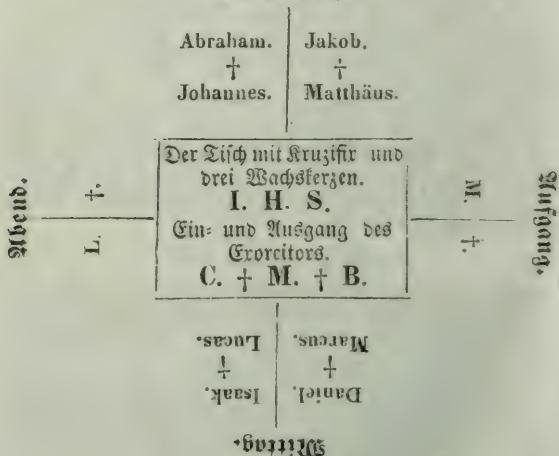 Abraham. Jakob.
† †
Johannes. Matthäus.
Abend.
L. †.
Der Tisch mit Kruzifix und
drei Wachskerzen.
I. H. S.
Ein- und Ausgang des
Exorcitors.
C. † M. † B.
M. †.
Aufgang.
Marcus. Lucas.
† †
Daniel. Isaak.
Mittag.